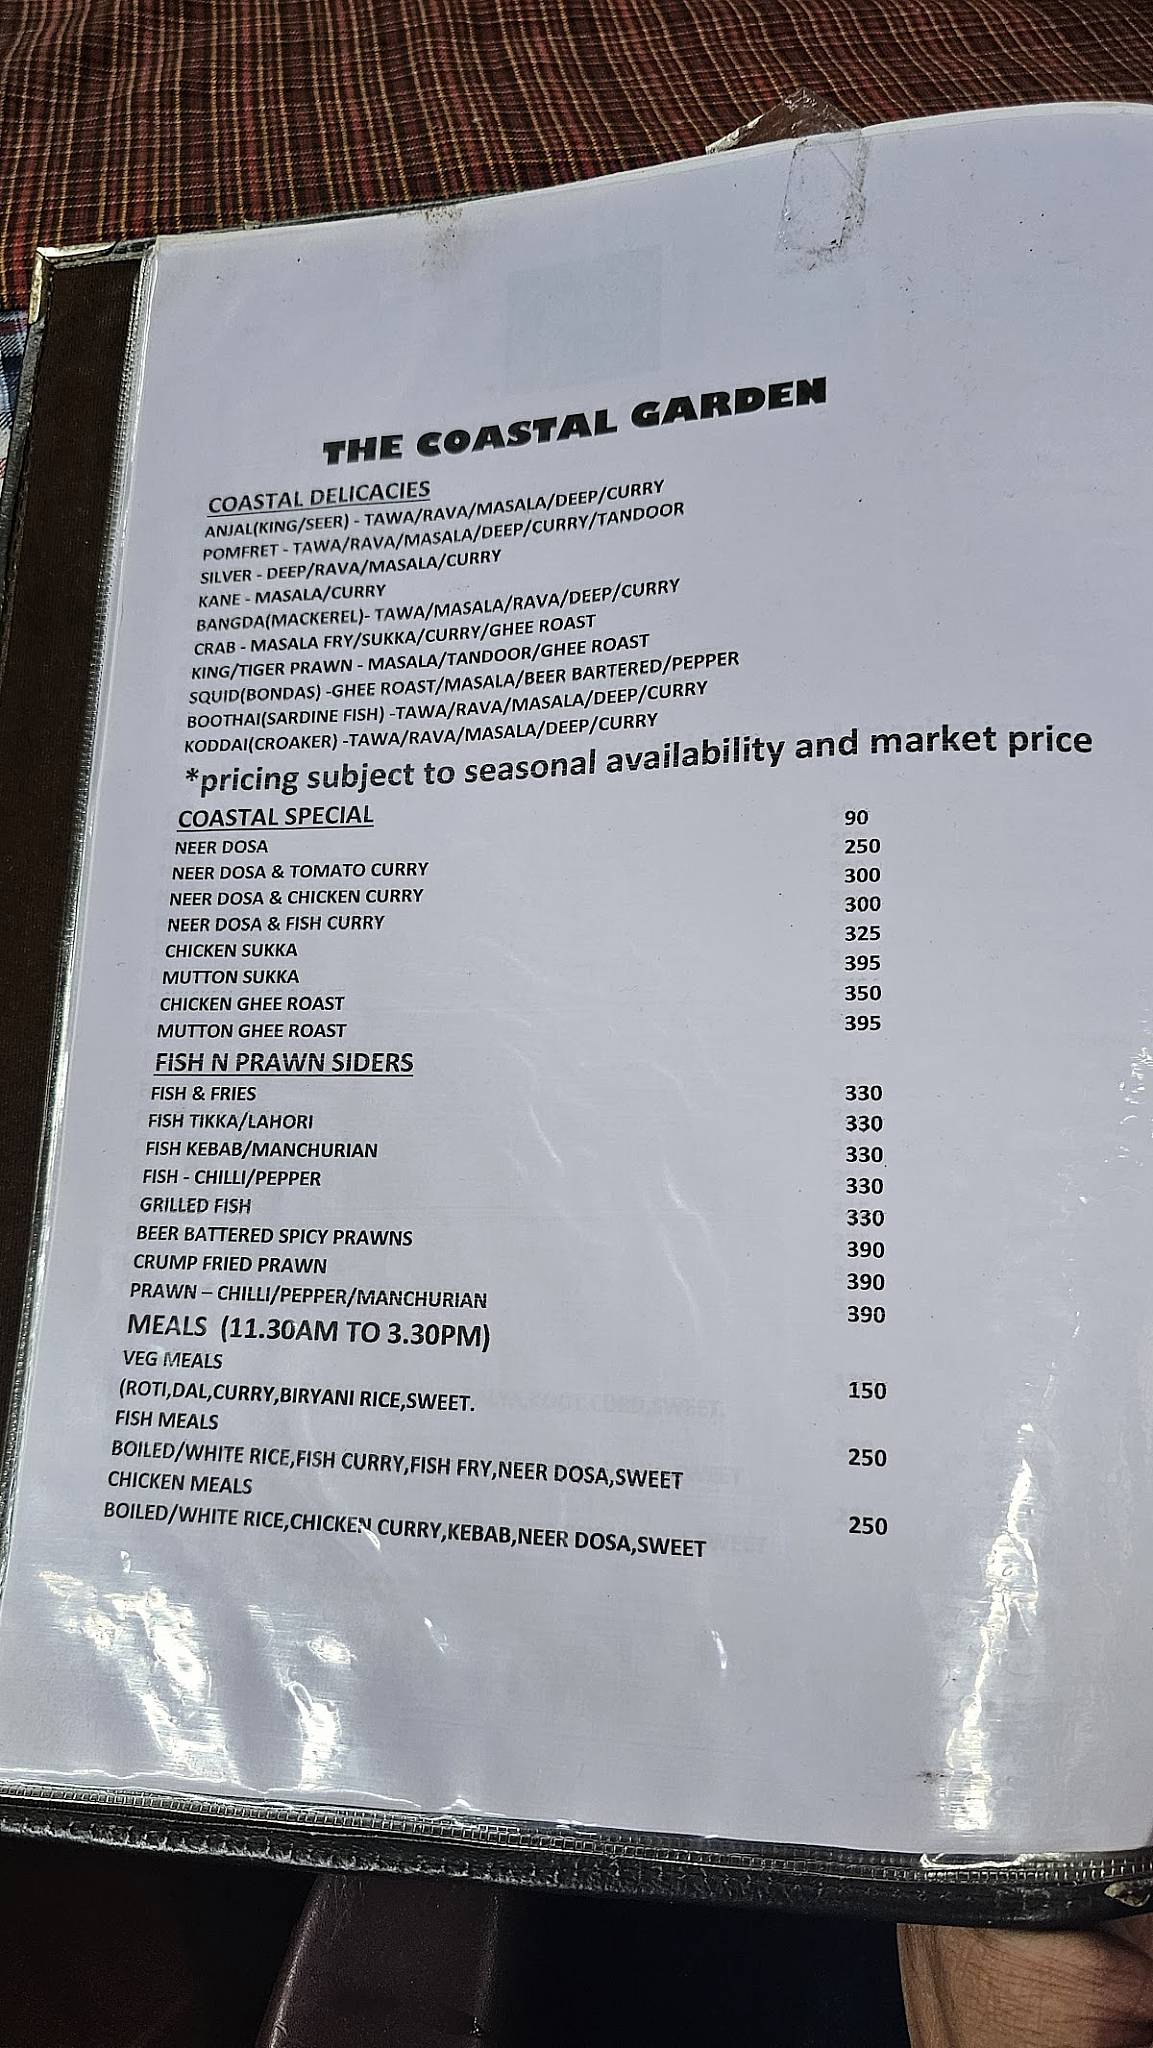 THE COASTAL GARDEN
COASTAL DELICACIES
ANJAL(KING/SEER) - TAWA/RAVA/MASALA/DEEP/CURRY
POMFRET - TAWA/RAVA/MASALA/DEEP/CURRY/TANDOOR
SILVER - DEEP/RAVA/MASALA/CURRY
KANE - MASALA/CURRY
BANGDA(MACKEREL)- TAWA/MASALA/RAVA/DEEP/CURRY
CRAB - MASALA FRY/SUKKA/CURRY/GHEE ROAST
KING/TIGER PRAWN - MASALA/TANDOOR/GHEE ROAST
SQUID(BONDAS) -GHEE ROAST/MASALA/BEER BARTERED/PEPPER
BOOTHAI(SARDINE FISH) -TAWA/RAVA/MASALA/DEEP/CURRY
KODDAI(CROAKER) -TAWA/RAVA/MASALA/DEEP/CURRY
*pricing subject to seasonal availability and market price
COASTAL SPECIAL
NEER DOSA 90
NEER DOSA & TOMATO CURRY 250
NEER DOSA & CHICKEN CURRY 300
NEER DOSA & FISH CURRY 300
CHICKEN SUKKA 325
MUTTON SUKKA 395
CHICKEN GHEE ROAST 350
MUTTON GHEE ROAST 395
FISH N PRAWN SIDERS
FISH & FRIES 330
FISH TIKKA/LAHORI 330
FISH KEBAB/MANCHURIAN 330
FISH - CHILLI/PEPPER 330
GRILLED FISH 330
BEER BATTERED SPICY PRAWNS 390
CRUMP FRIED PRAWN 390
PRAWN – CHILLI/PEPPER/MANCHURIAN 390
MEALS (11.30AM TO 3.30PM)
VEG MEALS 150
(ROTI,DAL,CURRY,BIRYANI RICE,SWEET.
FISH MEALS 250
BOILED/WHITE RICE,FISH CURRY,FISH FRY,NEER DOSA,SWEET
CHICKEN MEALS 250
BOILED/WHITE RICE,CHICKEN CURRY,KEBAB,NEER DOSA,SWEET